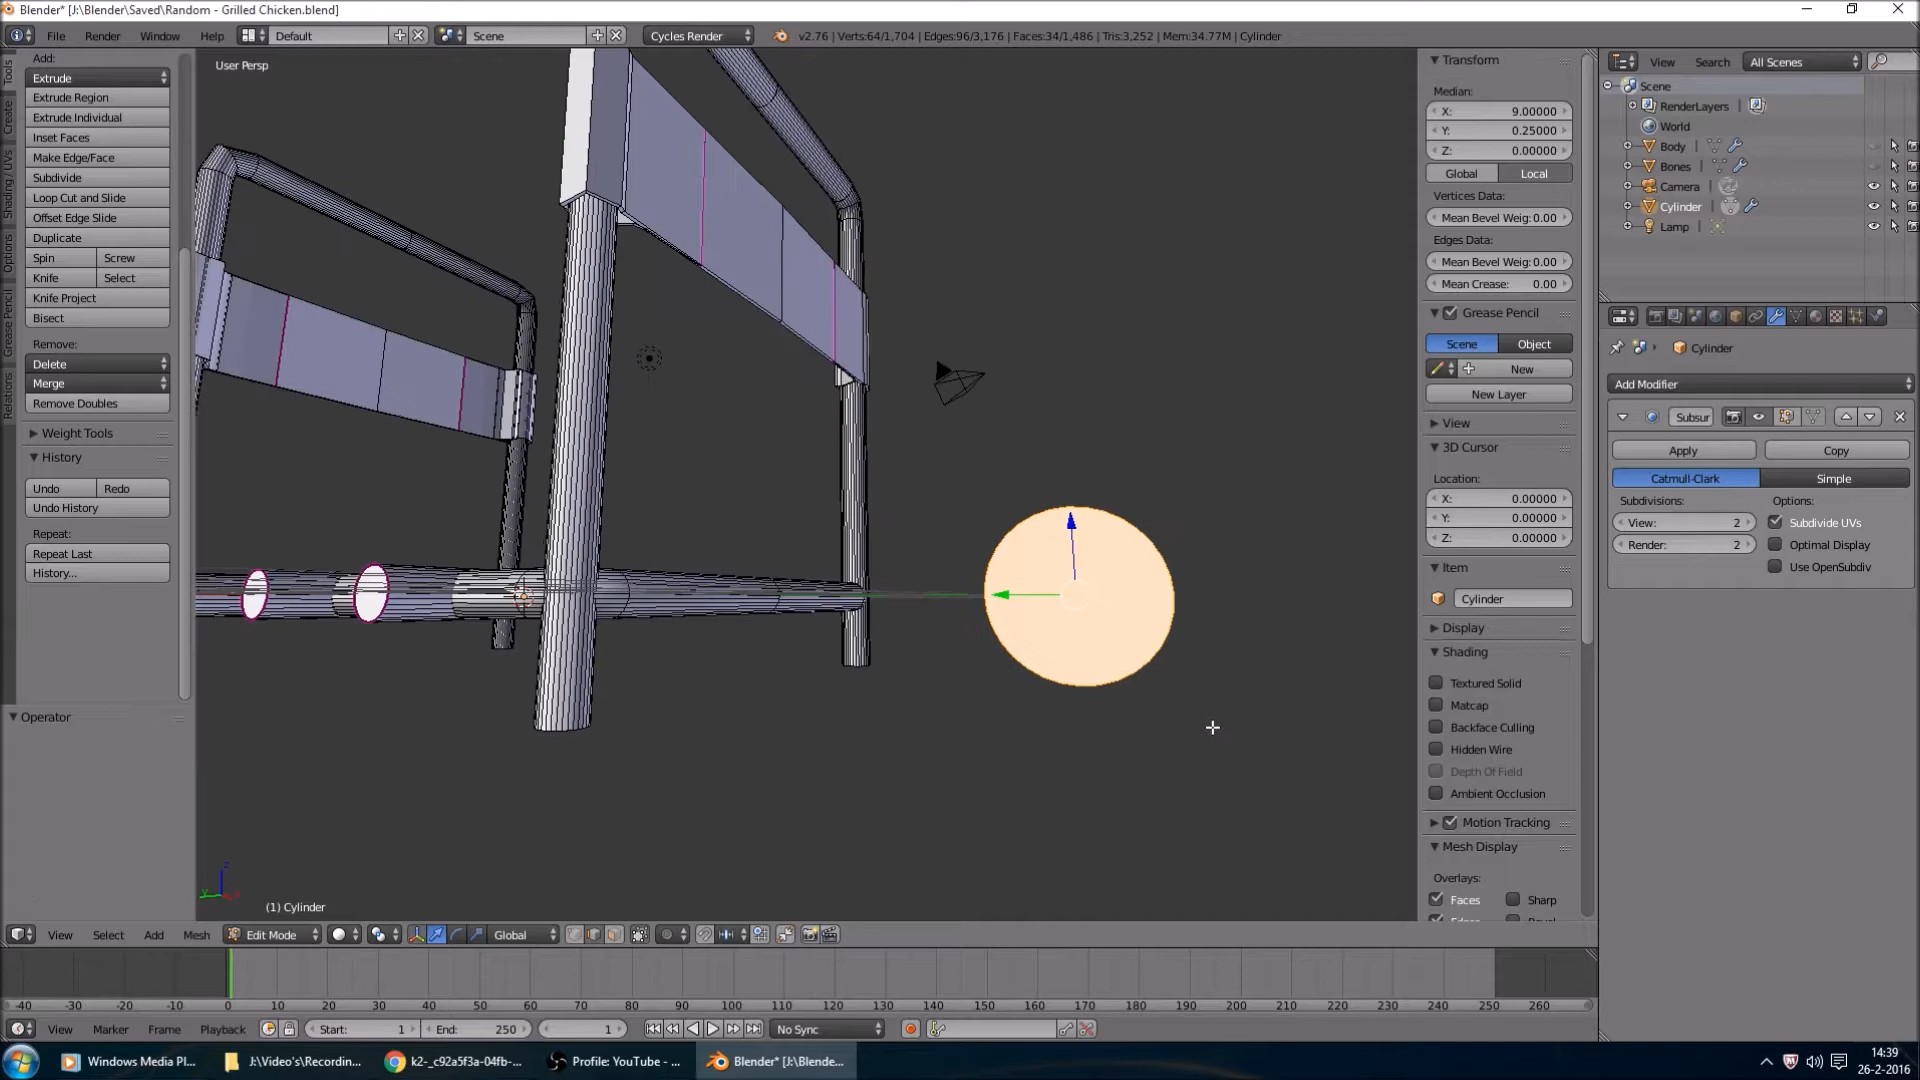 Blender* [J:\Blender\Saved\Random - Grilled Chicken.blend]
File Render Window Help Default Scene Cycles Render v2.76 | Verts:64/1,704 | Edges:96/3,176 | Faces:34/1,486 | Tris:3,252 | Mem:34.77M | Cylinder
Tools
Create
Shading / UVs
Options
Grease Pencil
Relations
Add:
Extrude
Extrude Region
Extrude Individual
Inset Faces
Make Edge/Face
Subdivide
Loop Cut and Slide
Offset Edge Slide
Duplicate
Spin Screw
Knife Select
Knife Project
Bisect
Remove:
Delete
Merge
Remove Doubles
Weight Tools
History
Undo Redo
Undo History
Repeat:
Repeat Last
History...
Operator
User Persp
(1) Cylinder
Transform
Median:
X: 9.00000
Y: 0.25000
Z: 0.00000
Global Local
Vertices Data:
Mean Bevel Weig: 0.00
Edges Data:
Mean Bevel Weig: 0.00
Mean Crease: 0.00
Grease Pencil
Scene Object
New
New Layer
View
3D Cursor
Location:
X: 0.00000
Y: 0.00000
Z: 0.00000
Item
Cylinder
Display
Shading
Textured Solid
Matcap
Backface Culling
Hidden Wire
Depth Of Field
Ambient Occlusion
Motion Tracking
Mesh Display
Overlays:
Faces Sharp
View Search All Scenes
Scene
RenderLayers
World
Body
Bones
Camera
Cylinder
Lamp
Cylinder
Add Modifier
Subsur
Apply Copy
Catmull-Clark Simple
Subdivisions: Options:
View: 2 Subdivide UVs
Render: 2 Optimal Display
Use OpenSubdiv
View Select Add Mesh Edit Mode Global
-40 -30 -20 -10 0 10 20 30 40 50 60 70 80 90 100 110 120 130 140 150 160 170 180 190 200 210 220 230 240 250 260
View Marker Frame Playback Start: 1 End: 250 1 No Sync
Windows Media Pl... J:\Video's\Recordin... k2-_c92a5f3a-04fb-... Profile: YouTube - ... Blender* [J:\Blende...
14:39
26-2-2016